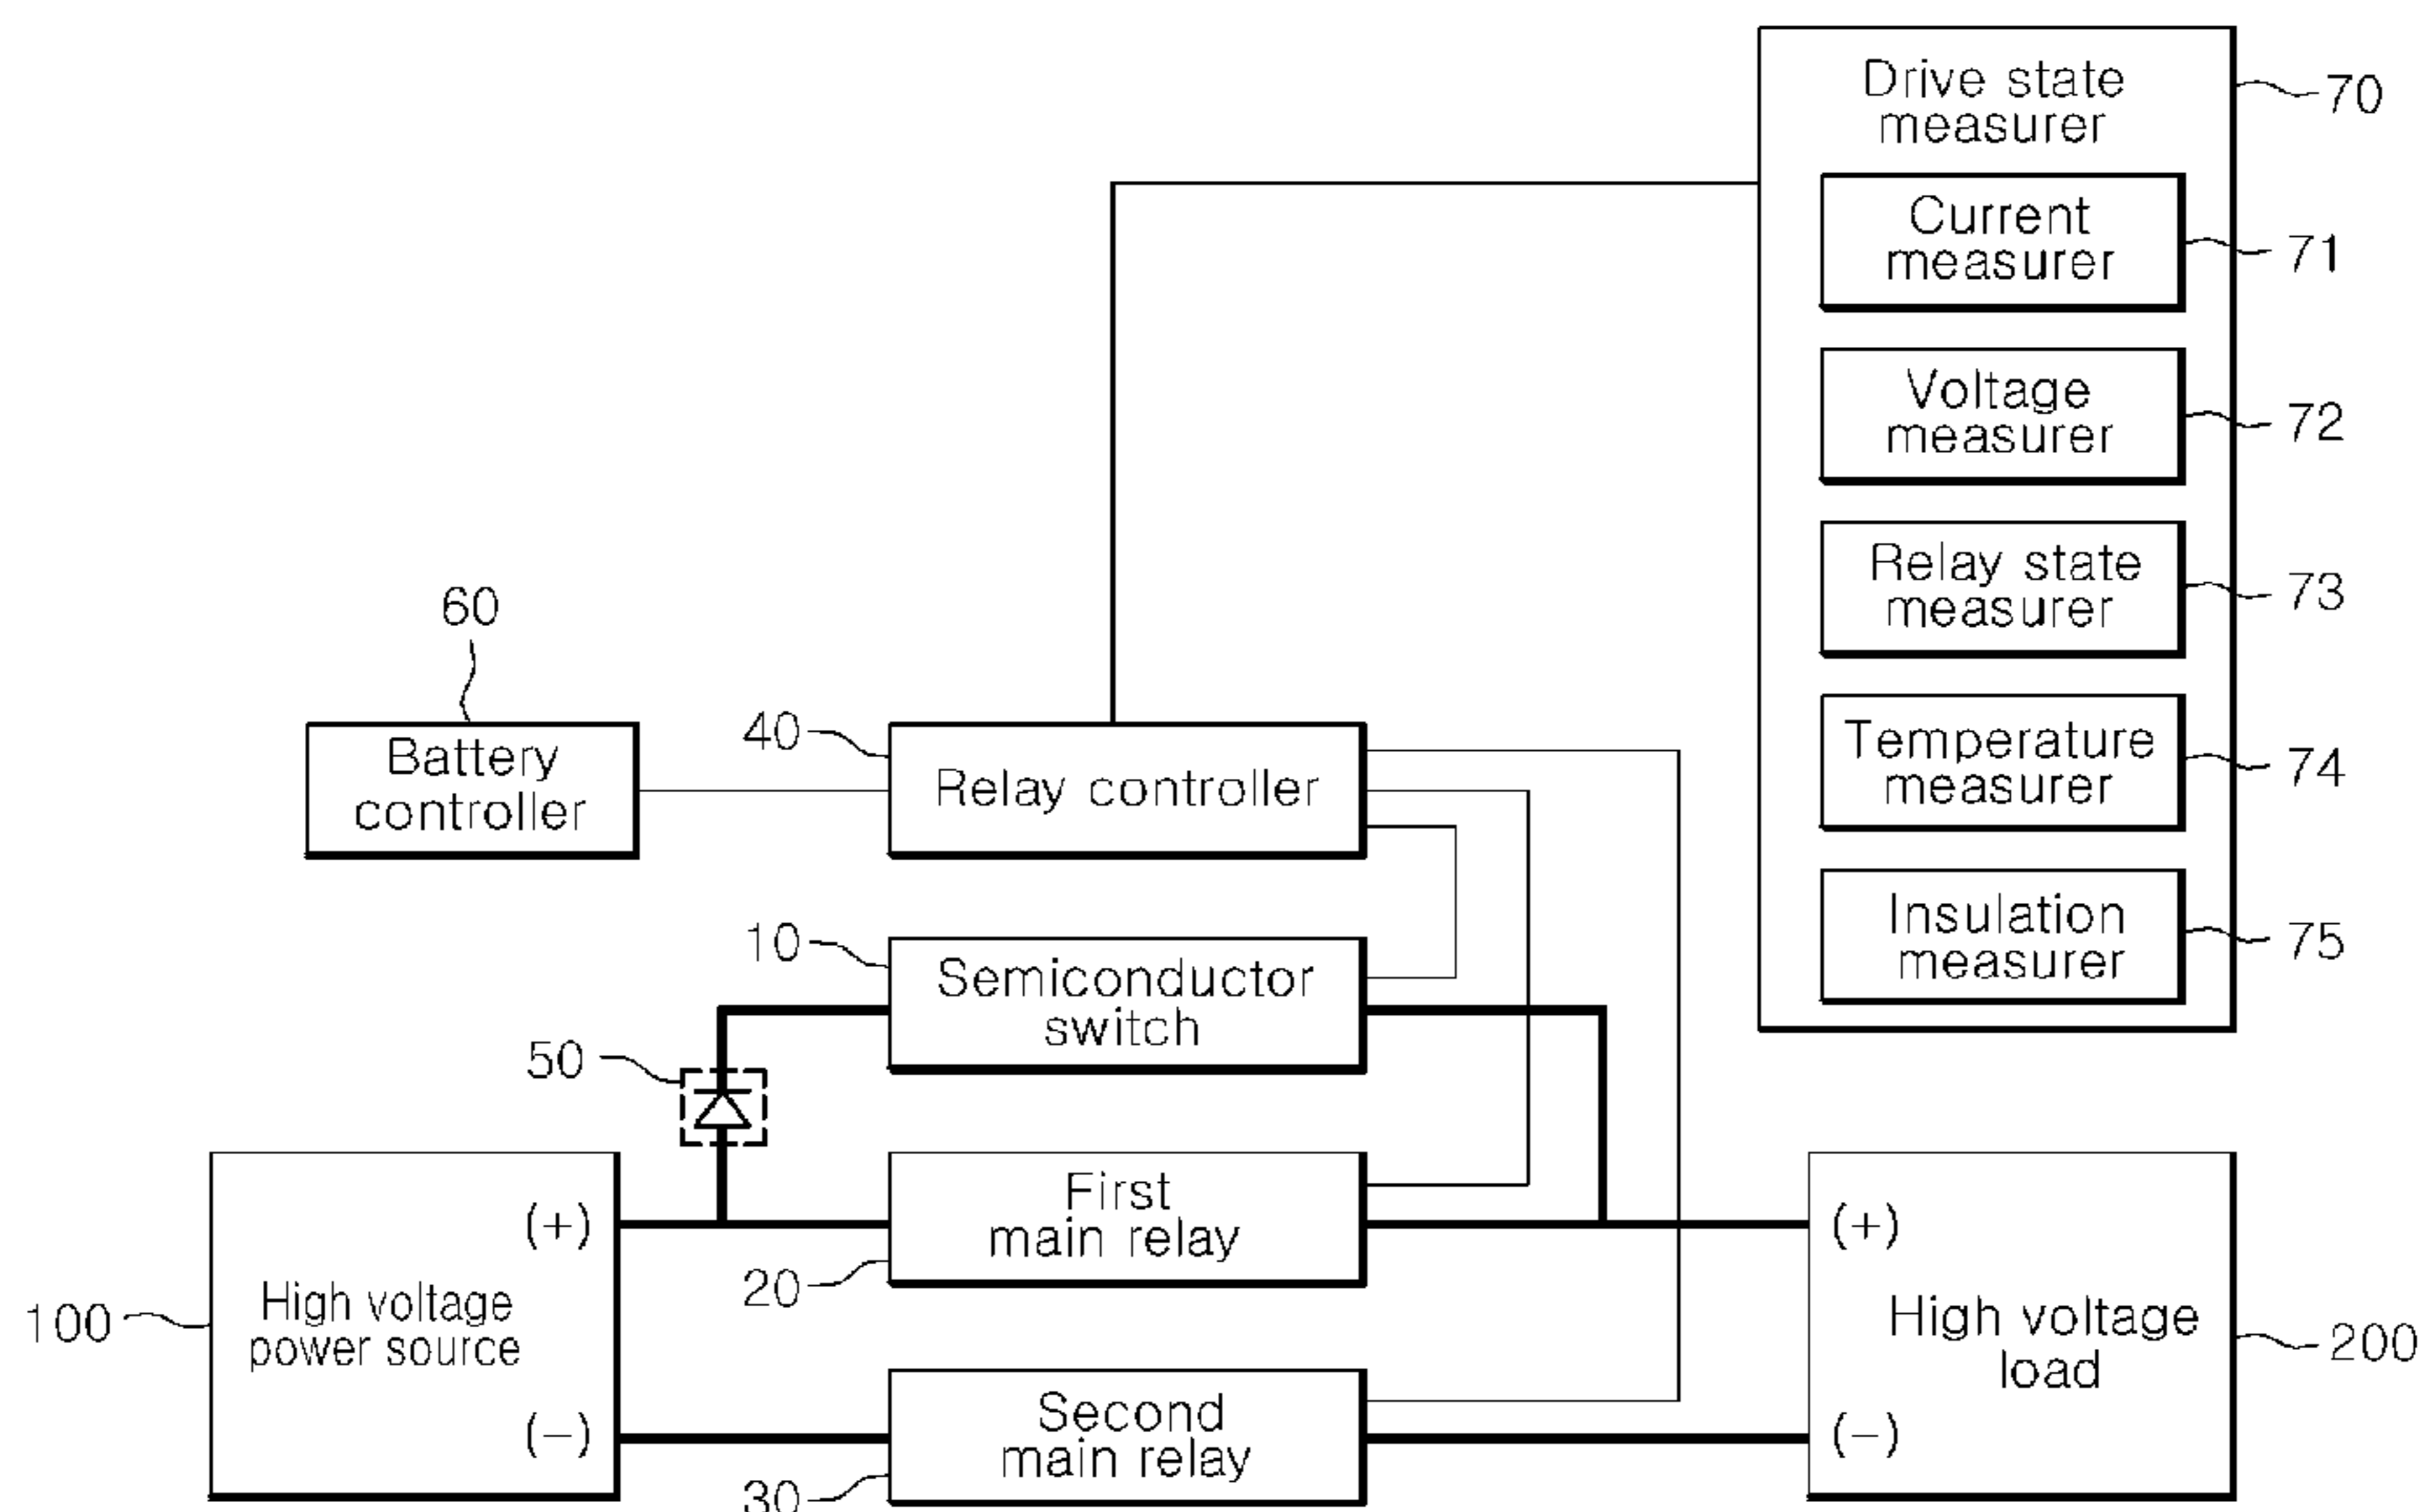 Drive state
measurer
70
Current
measurer
71
Voltage
measurer
72
Relay state
measurer
73
60
Temperature
measurer
74
40
Battery
controller
Relay controller
Insulation
measurer
75
10
Semiconductor
switch
50
First
main relay
20
(+)
(+)
High voltage
power source
100
High voltage
load
200
Second
main relay
30
(−)
(−)